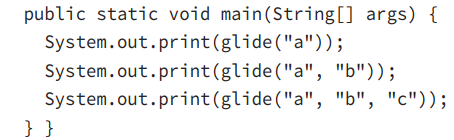 public static void main(String[] args) {
System.out.print(glide("a"));
System.out.print(glide("a", "b"));
System.out.print(glide("a", "b", "c"));
} }